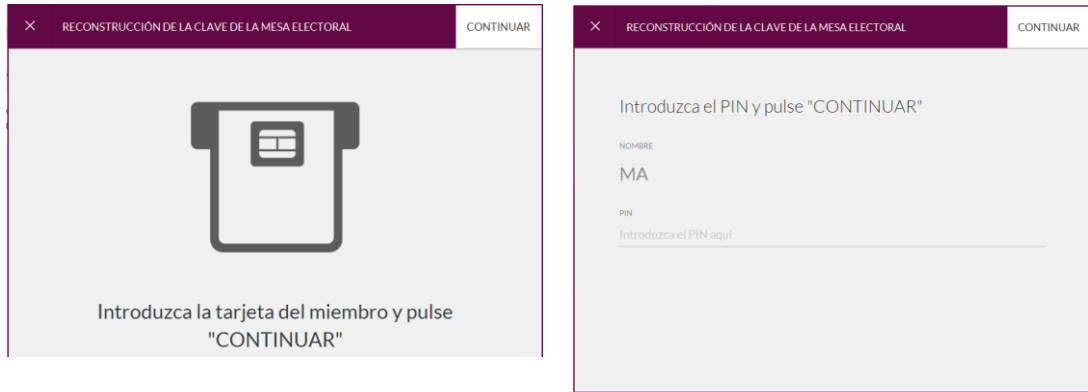 RECONSTRUCCIÓN DE LA CLAVE DE LA MESA ELECTORAL
CONTINUAR
Introduzca la tarjeta del miembro y pulse
"CONTINUAR"
RECONSTRUCCIÓN DE LA CLAVE DE LA MESA ELECTORAL
CONTINUAR
Introduzca el PIN y pulse "CONTINUAR"
NOMBRE
MA
PIN
Introduzca el PIN aquí